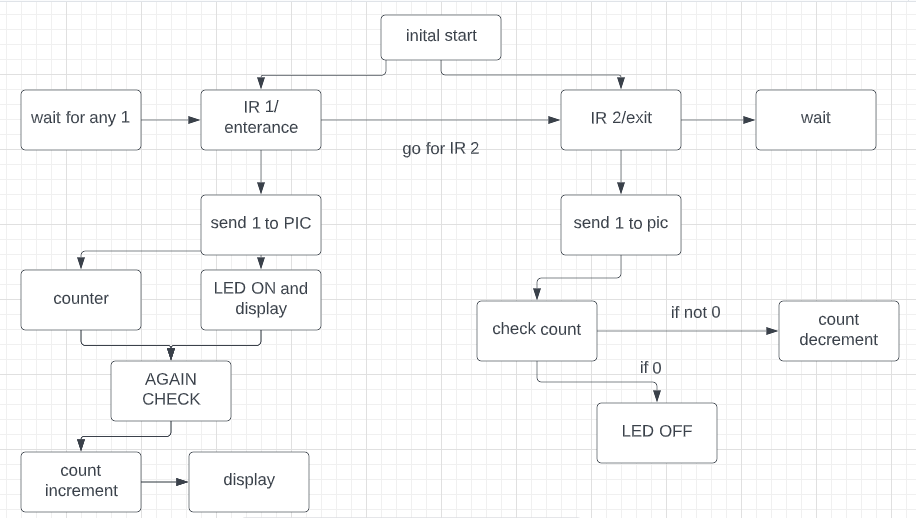 inital start
wait for any 1
IR 1/
enterance
IR 2/exit
wait
go for IR 2
send 1 to PIC
send 1 to pic
counter
LED ON and
display
check count
if not 0
count
decrement
if 0
AGAIN
CHECK
LED OFF
count
increment
display